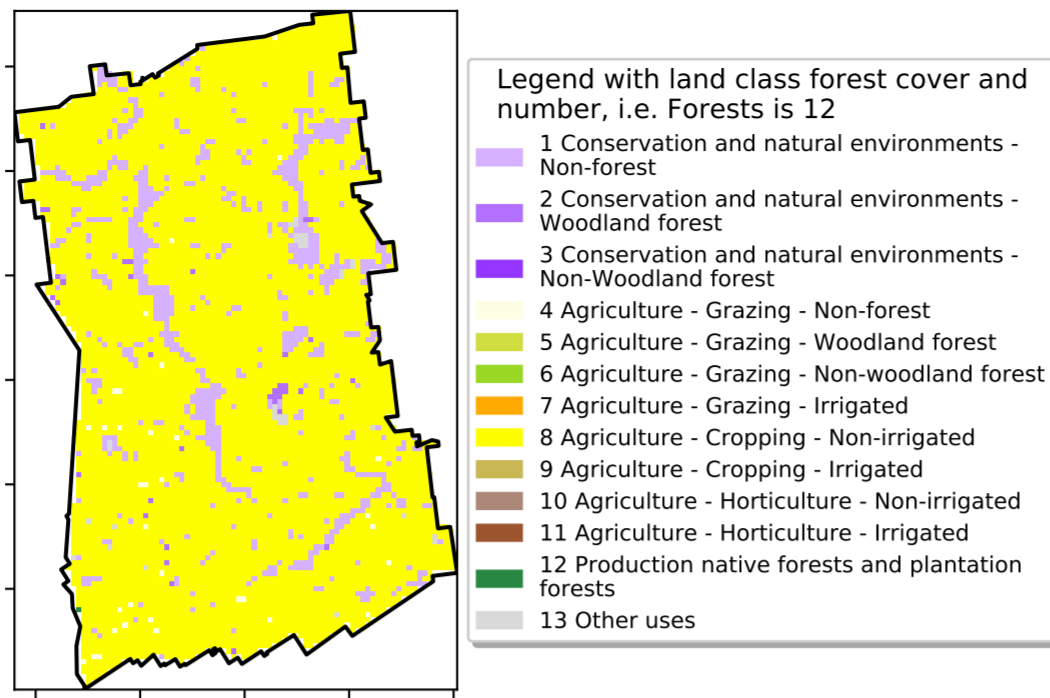 Legend with land class forest cover and
number, i.e. Forests is 12
1 Conservation and natural environments -
Non-forest
2 Conservation and natural environments -
Woodland forest
3 Conservation and natural environments -
Non-Woodland forest
4 Agriculture - Grazing - Non-forest
5 Agriculture - Grazing - Woodland forest
6 Agriculture - Grazing - Non-woodland forest
7 Agriculture - Grazing - Irrigated
8 Agriculture - Cropping - Non-irrigated
9 Agriculture - Cropping - Irrigated
10 Agriculture - Horticulture - Non-irrigated
11 Agriculture - Horticulture - Irrigated
12 Production native forests and plantation
forests
13 Other uses